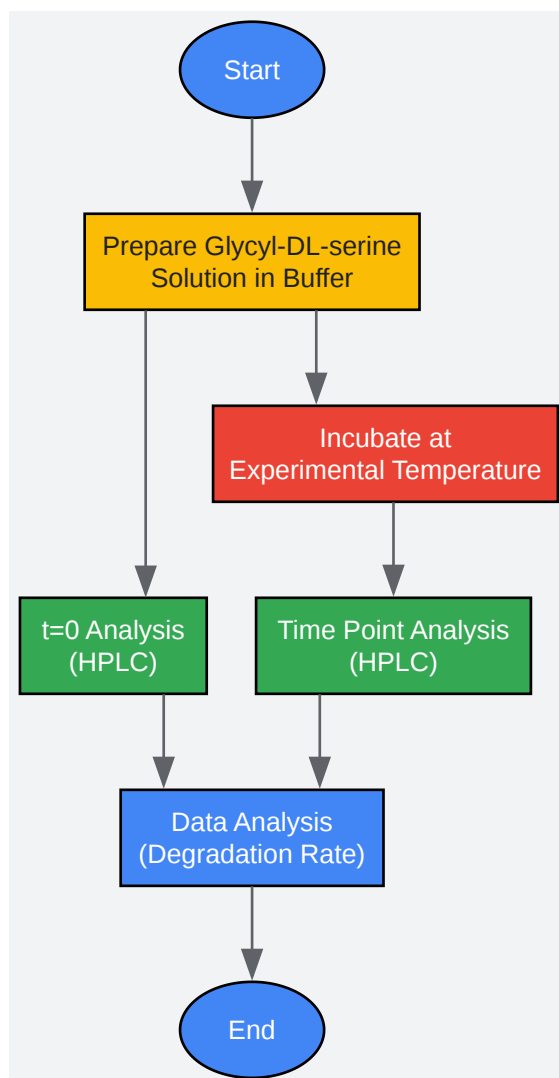 Start
Prepare Glycyl-DL-serine
Solution in Buffer
Incubate at
Experimental Temperature
t=0 Analysis
(HPLC)
Time Point Analysis
(HPLC)
Data Analysis
(Degradation Rate)
End